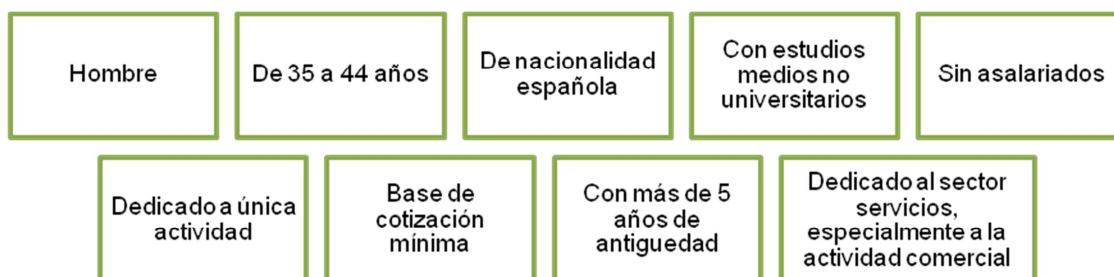 Hombre
De 35 a 44 años
De nacionalidad
española
Con estudios
medios no
universitarios
Sin asalariados
Dedicado a única
actividad
Base de
cotización
mínima
Con más de 5
años de
antiguedad
Dedicado al sector
servicios,
especialmente a la
actividad comercial